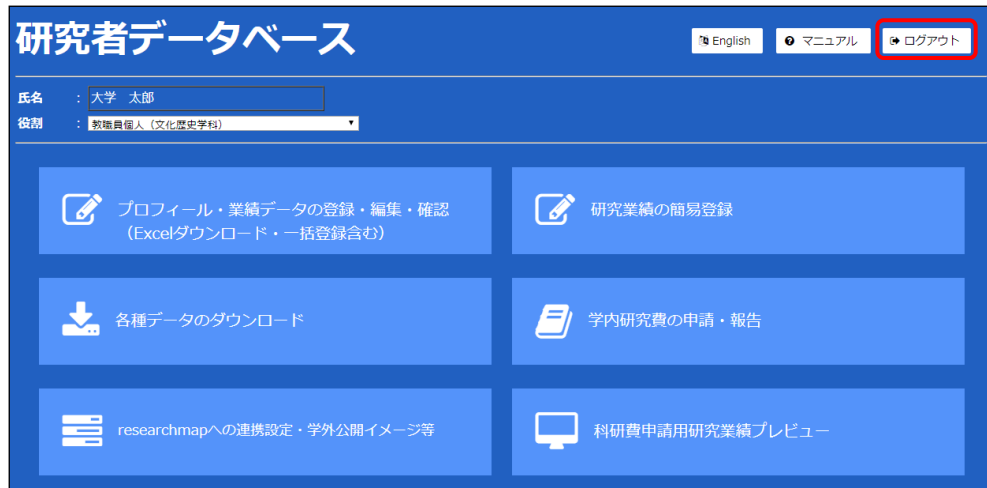 研究者データベース
English
マニュアル
ログアウト
氏名 : 大学 太郎
役割 : 教職員個人（文化歴史学科）
プロフィール・業績データの登録・編集・確認
（Excelダウンロード・一括登録含む）
研究業績の簡易登録
各種データのダウンロード
学内研究費の申請・報告
researchmapへの連携設定・学外公開イメージ等
科研費申請用研究業績プレビュー